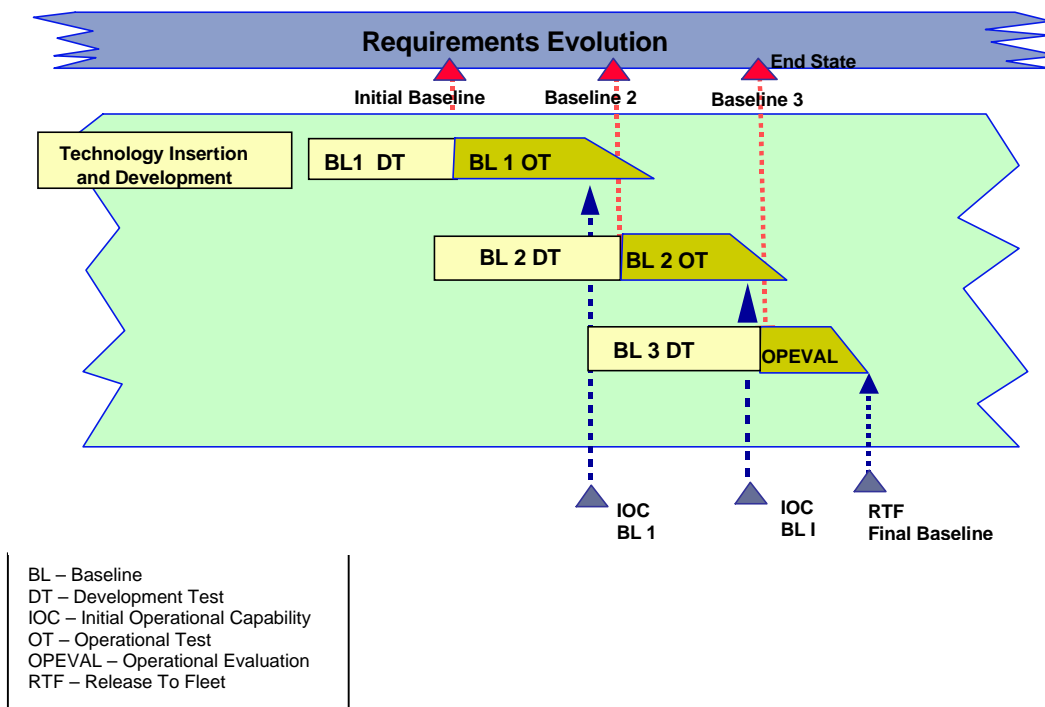 Requirements Evolution
End State
Initial Baseline
Baseline 2
Baseline 3
Technology Insertion
and Development
BL1 DT
BL 1 OT
BL 2 DT
BL 2 OT
BL 3 DT
OPEVAL
IOC
BL 1
IOC
BL I
RTF
Final Baseline
BL – Baseline
DT – Development Test
IOC – Initial Operational Capability
OT – Operational Test
OPEVAL – Operational Evaluation
RTF – Release To Fleet